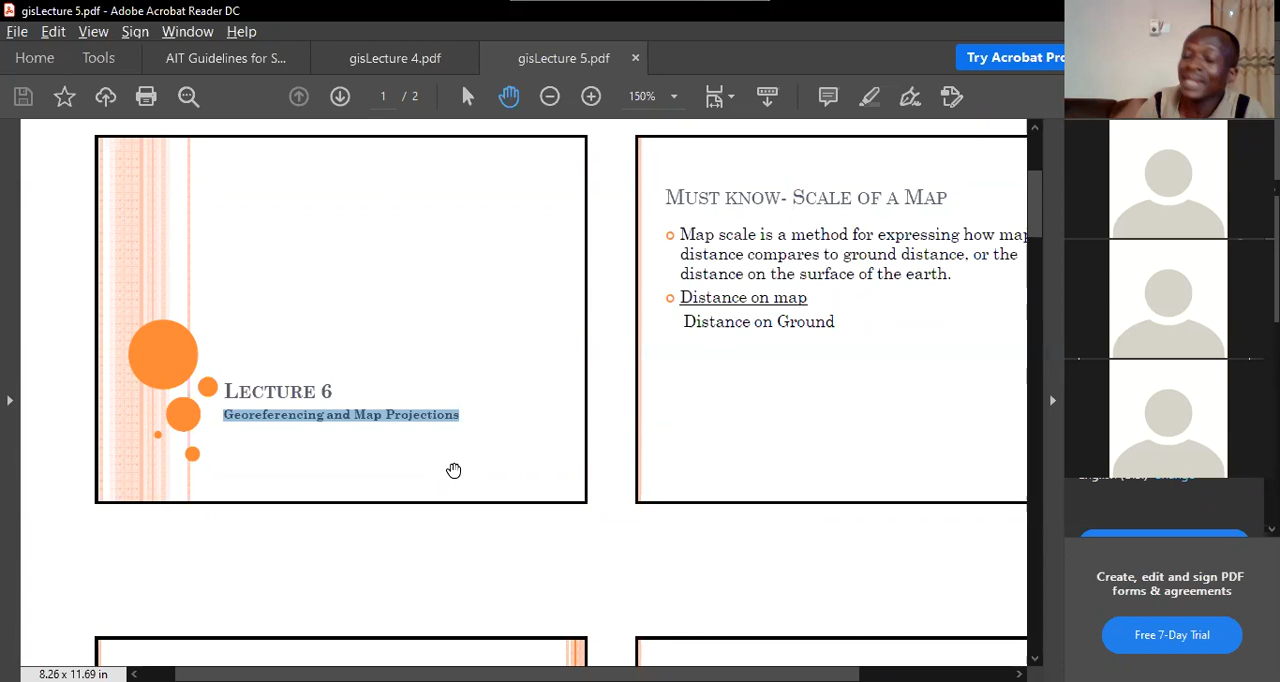 gisLecture 5.pdf - Adobe Acrobat Reader DC
File Edit View Sign Window Help
Home Tools AIT Guidelines for S... gisLecture 4.pdf gisLecture 5.pdf × Try Acrobat Pro
1 / 2 150%
LECTURE 6
Georeferencing and Map Projections
MUST KNOW- SCALE OF A MAP
Map scale is a method for expressing how map
distance compares to ground distance, or the
distance on the surface of the earth.
Distance on map
Distance on Ground
Create, edit and sign PDF
forms & agreements
Free 7-Day Trial
8.26 x 11.69 in